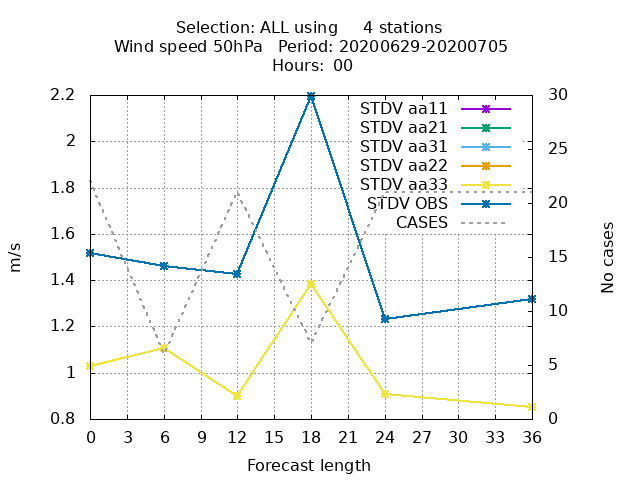 Selection: ALL using     4 stations
Wind speed 50hPa   Period: 20200629-20200705
Hours:  00
2.2
2
1.8
1.6
1.4
1.2
1
0.8
m/s
STDV aa11
STDV aa21
STDV aa31
STDV aa22
STDV aa33
STDV OBS
CASES
30
25
20
15
10
5
0
No cases
0 3 6 9 12 15 18 21 24 27 30 33 36
Forecast length